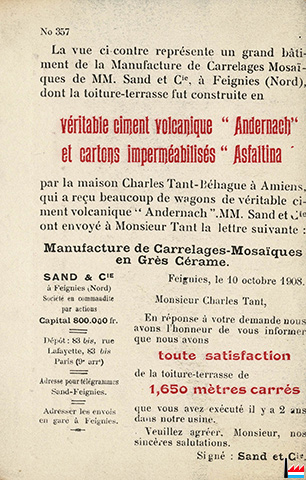 No 357
La vue ci-contre représente un grand bâti-
ment de la Manufacture de Carrelages Mosaï-
ques de MM. Sand et Cie, à Feignies (Nord),
dont la toiture-terrasse fut construite en
véritable ciment volcanique " Andernach"
et cartons imperméabilisés " Asfaltina
par la maison Charles Tant-Béhague à Amiens,
qui a reçu beaucoup de wagons de véritable ci-
ment volcanique " Andernach".MM. Sand et Cie
ont envoyé à Monsieur Tant la lettre suivante :
Manufacture de Carrelages-Mosaïques
en Grès Cérame.
SAND & CIE
à Feignies (Nord)
Société en commandite
par actions
Capital 800.000 fr.
Dépôt: 83 bis, rue
Lafayette, 83 bis
Paris (9e arrt)
Adresse pour télégrammes
Sand-Feignies.
Adresser les envois
en gare à Feignies.
Feignies, le 10 octobre 1908.
Monsieur Charles Tant,
En réponse à votre demande nous
avons l'honneur de vous informer
que nous avons
toute satisfaction
de la toiture-terrasse de
1,650 mètres carrés
que vous avez exécuté il y a 2 ans
dans notre usine.
Veuillez agréer, Monsieur, nos
sincères salutations.
Signé : Sand et Cie.